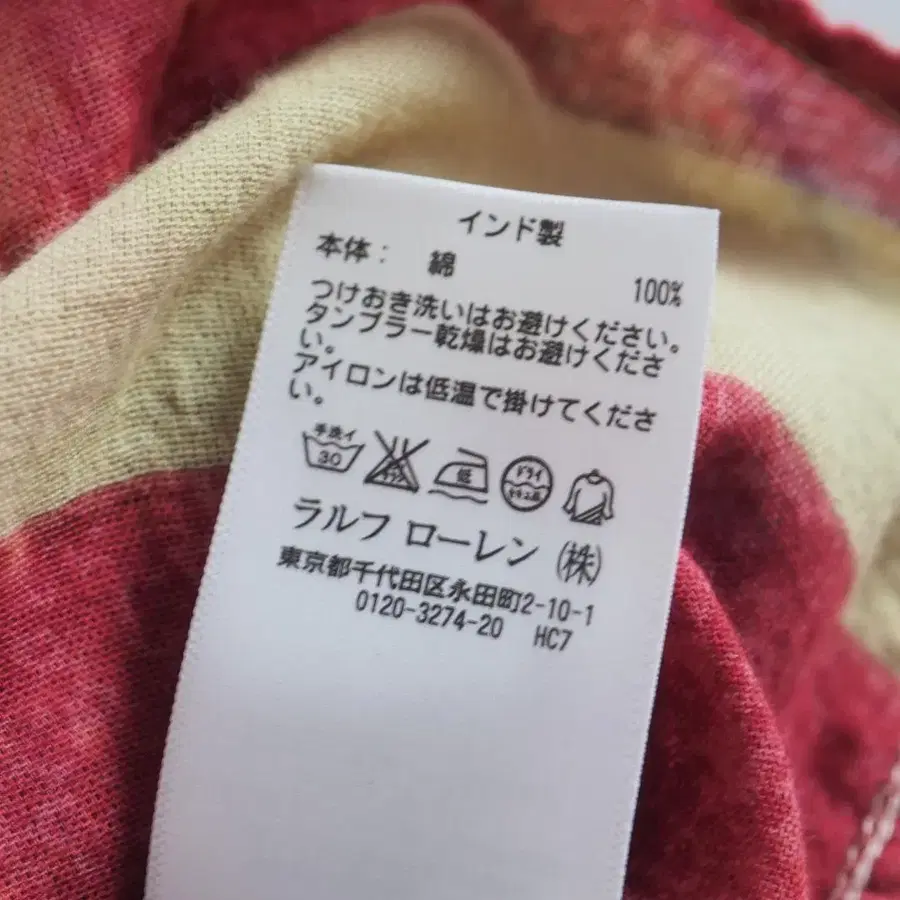 インド製
本体： 綿 100%
つけおき洗いはお避けください。
タンブラー乾燥はお避けくださ
い。
アイロンは低温で掛けてくださ
い。
手洗イ 30 低 ドライ
ラルフ ローレン (株)
東京都千代田区永田町2-10-1
0120-3274-20 HC7